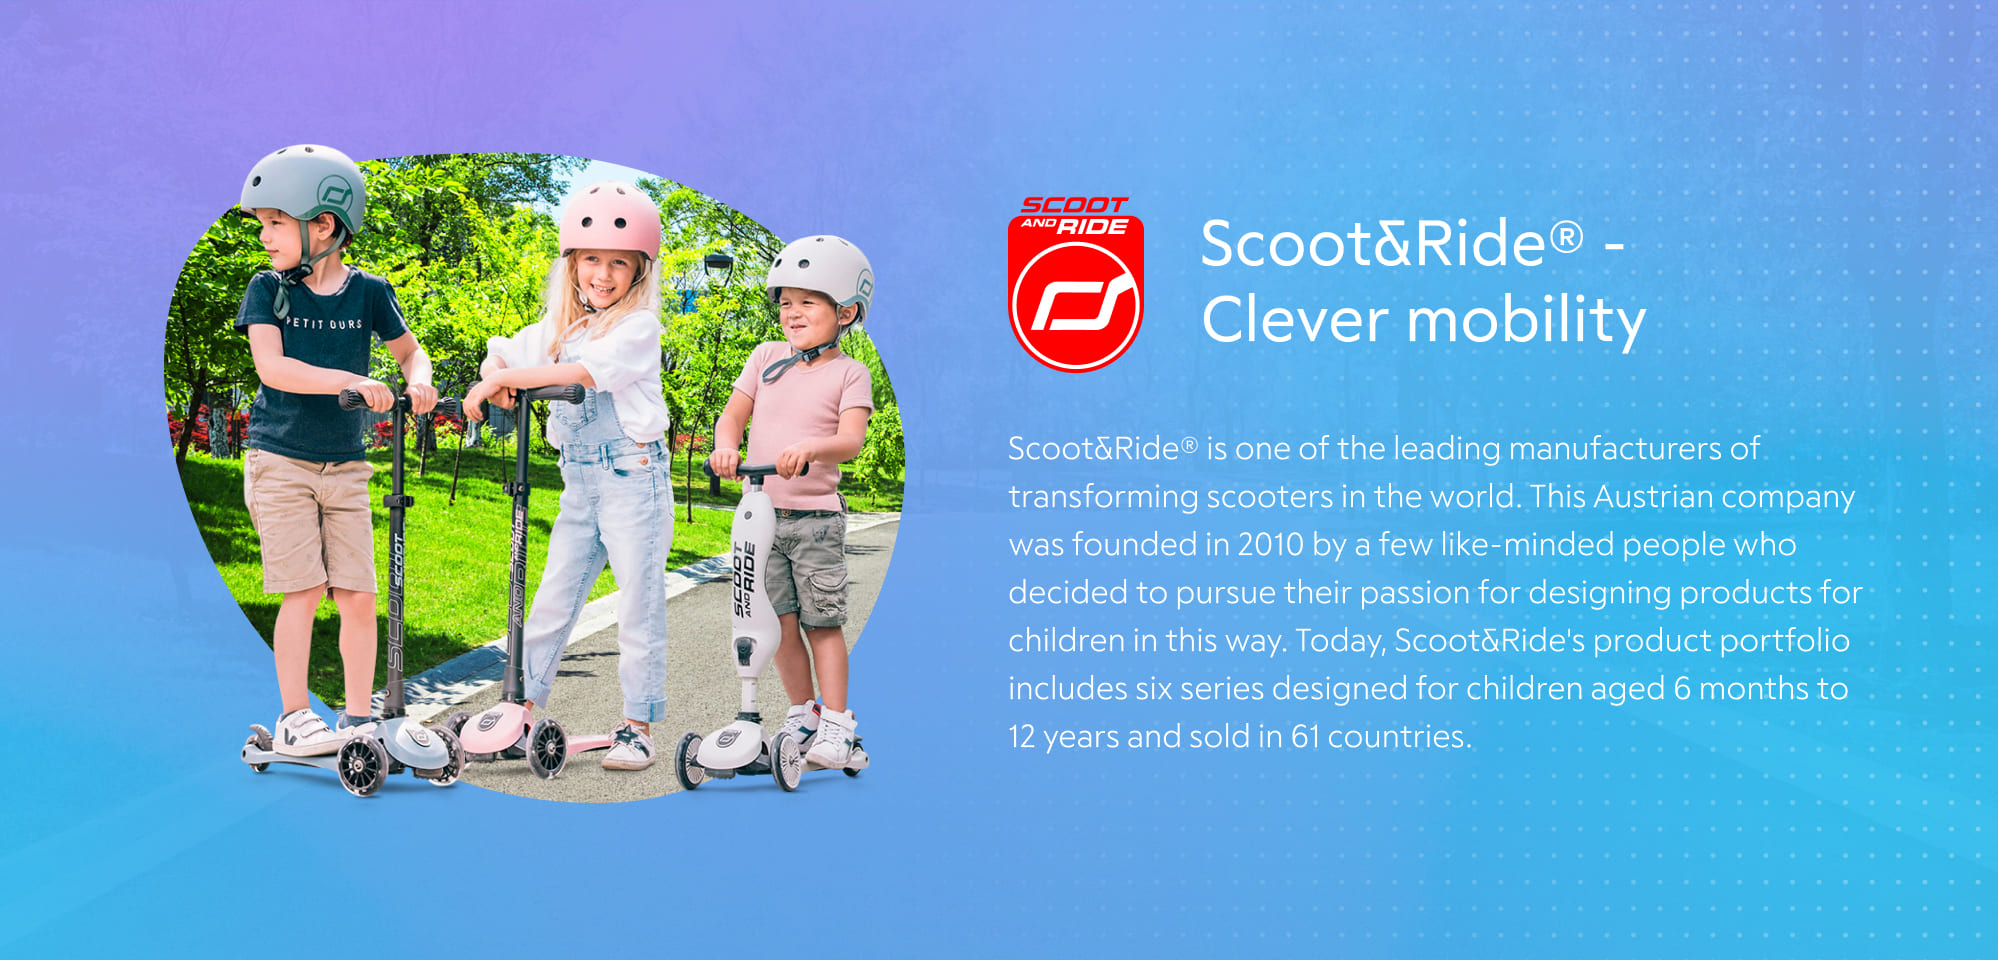 SCOOT
AND RIDE
Scoot&Ride® -
Clever mobility
Scoot&Ride® is one of the leading manufacturers of
transforming scooters in the world. This Austrian company
was founded in 2010 by a few like-minded people who
decided to pursue their passion for designing products for
children in this way. Today, Scoot&Ride's product portfolio
includes six series designed for children aged 6 months to
12 years and sold in 61 countries.
PETIT OURS
SCOOT
SCOOT
AND RIDE